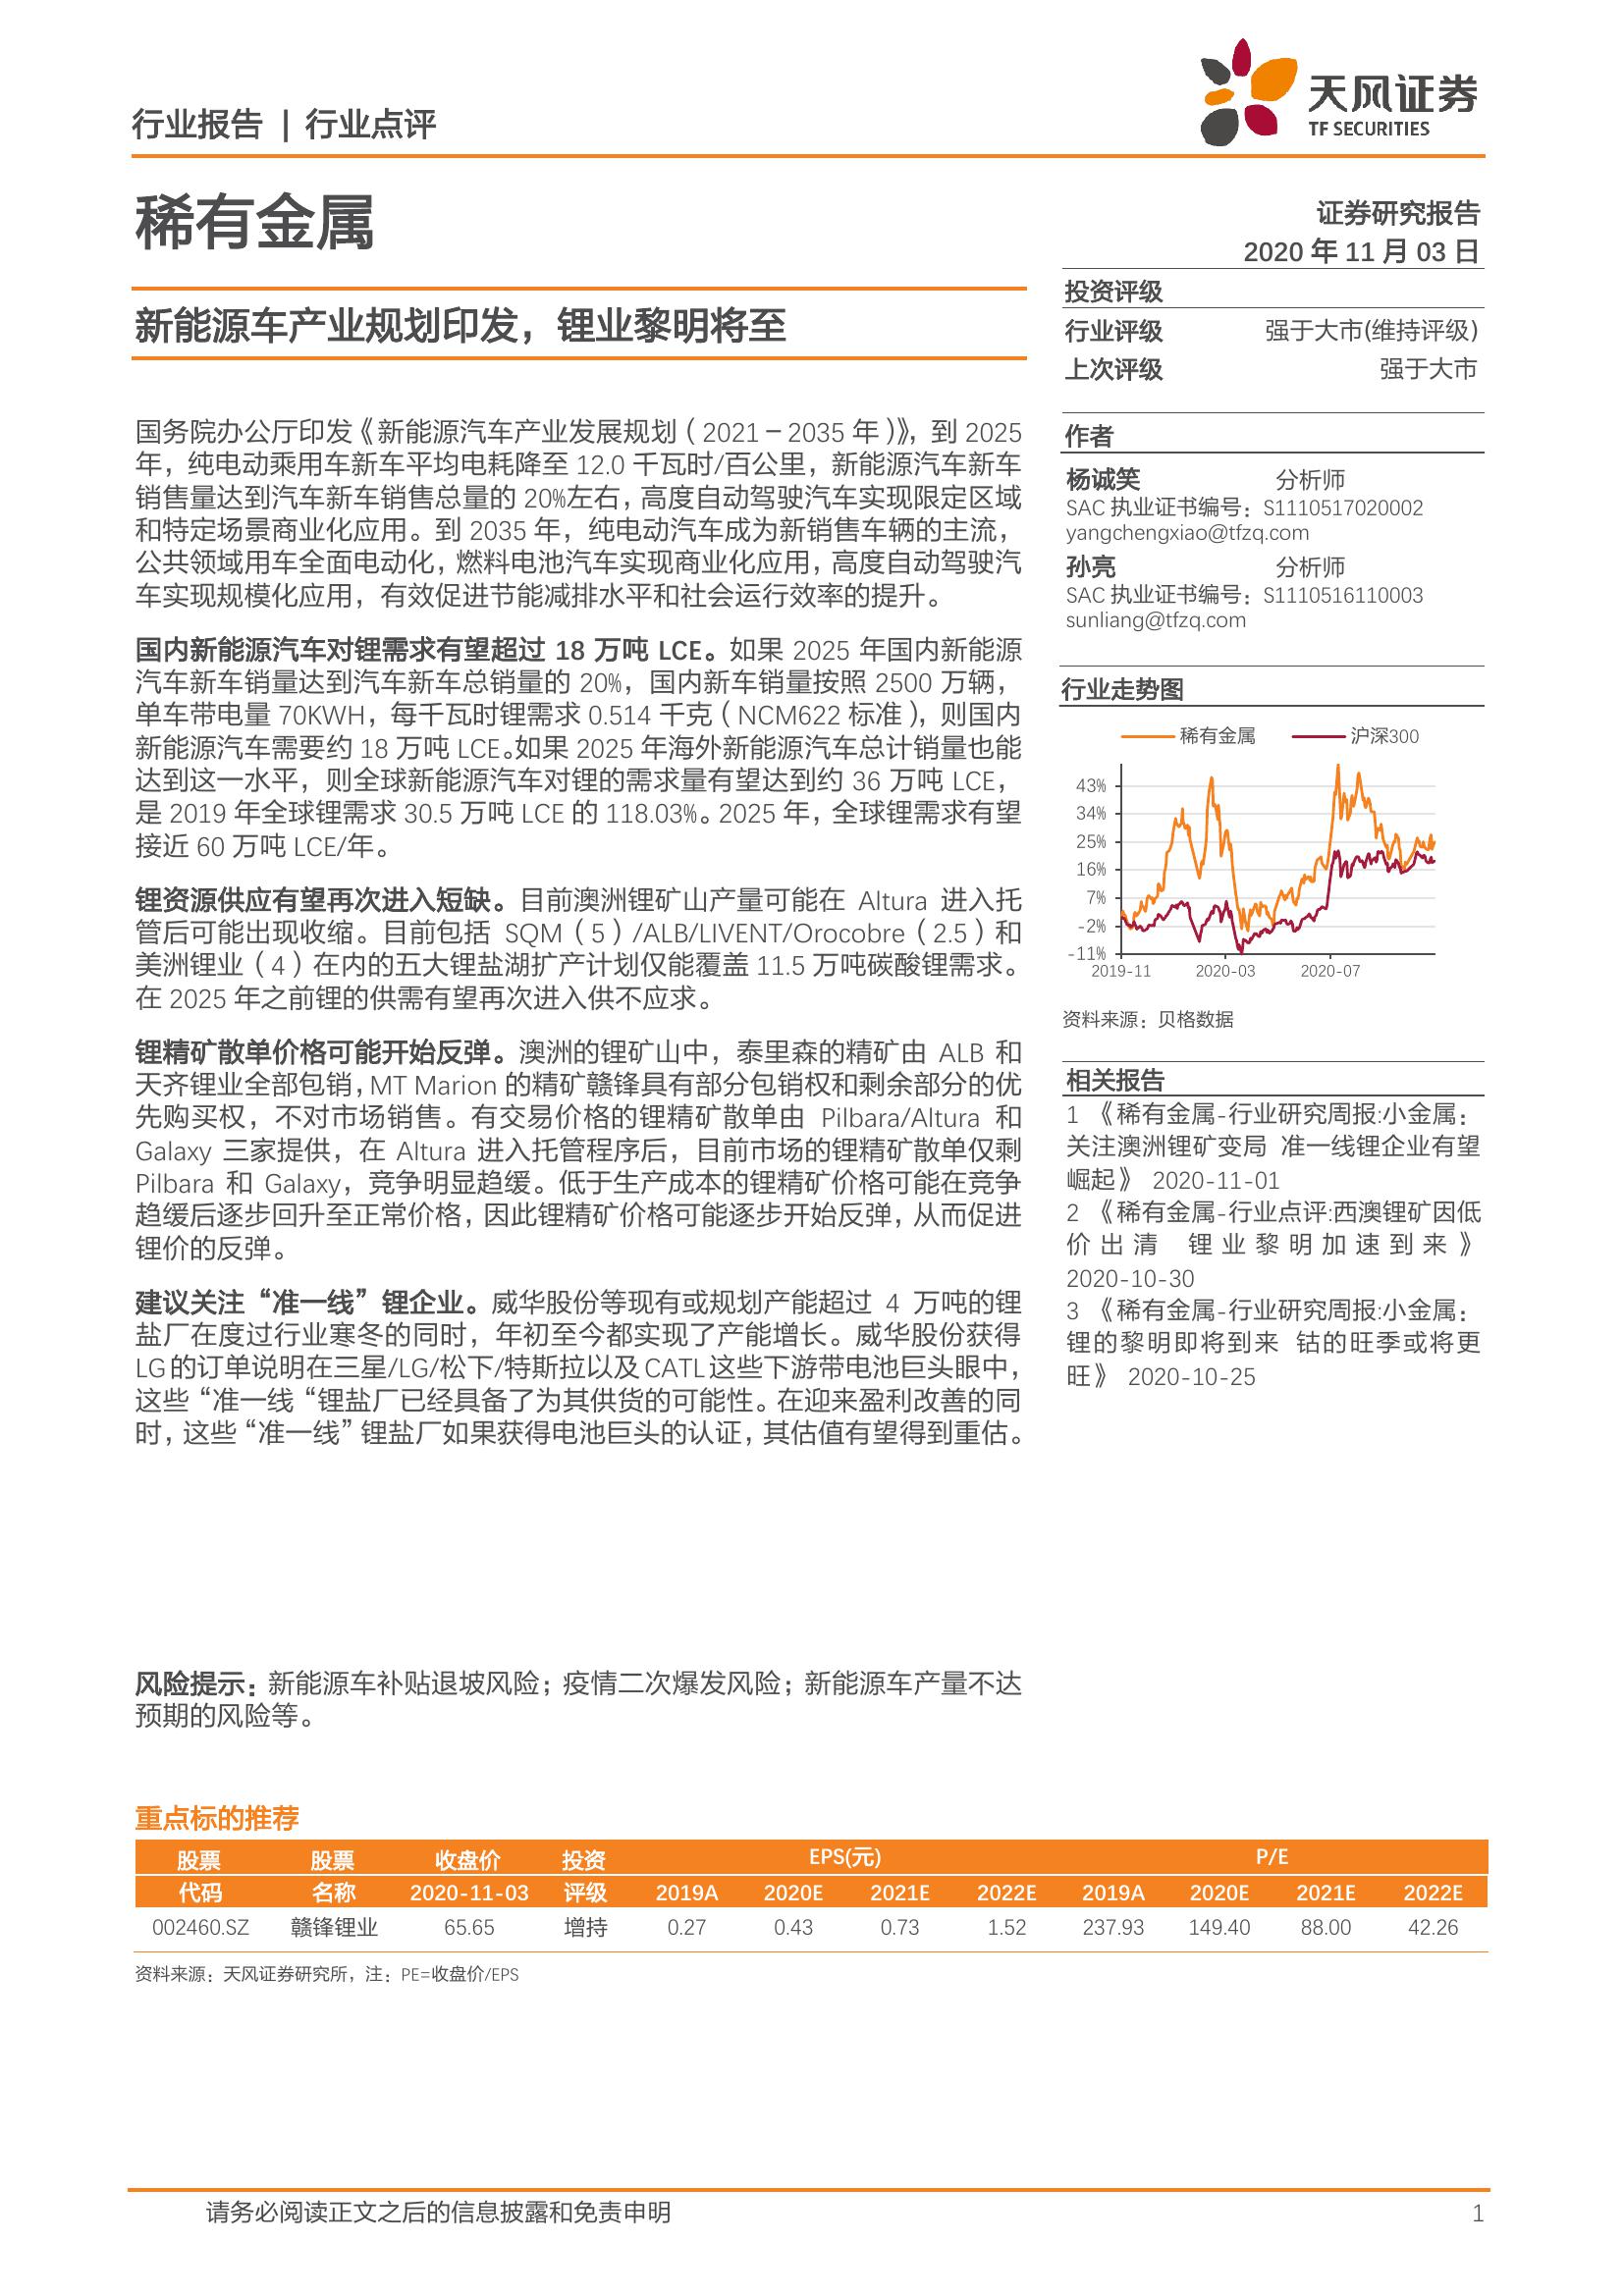 行业报告 | 行业点评
天风证券
TF SECURITIES
稀有金属
证券研究报告
2020 年 11 月 03 日
新能源车产业规划印发，锂业黎明将至
国务院办公厅印发《新能源汽车产业发展规划（2021－2035 年）》，到 2025
年，纯电动乘用车新车平均电耗降至 12.0 千瓦时/百公里，新能源汽车新车
销售量达到汽车新车销售总量的 20%左右，高度自动驾驶汽车实现限定区域
和特定场景商业化应用。到 2035 年，纯电动汽车成为新销售车辆的主流，
公共领域用车全面电动化，燃料电池汽车实现商业化应用，高度自动驾驶汽
车实现规模化应用，有效促进节能减排水平和社会运行效率的提升。
国内新能源汽车对锂需求有望超过 18 万吨 LCE。如果 2025 年国内新能源
汽车新车销量达到汽车新车总销量的 20%，国内新车销量按照 2500 万辆，
单车带电量 70KWH，每千瓦时锂需求 0.514 千克（NCM622 标准），则国内
新能源汽车需要约 18 万吨 LCE。如果 2025 年海外新能源汽车总计销量也能
达到这一水平，则全球新能源汽车对锂的需求量有望达到约 36 万吨 LCE，
是 2019 年全球锂需求 30.5 万吨 LCE 的 118.03%。2025 年，全球锂需求有望
接近 60 万吨 LCE/年。
锂资源供应有望再次进入短缺。目前澳洲锂矿山产量可能在 Altura 进入托
管后可能出现收缩。目前包括 SQM（5）/ALB/LIVENT/Orocobre（2.5）和
美洲锂业（4）在内的五大锂盐湖扩产计划仅能覆盖 11.5 万吨碳酸锂需求。
在 2025 年之前锂的供需有望再次进入供不应求。
锂精矿散单价格可能开始反弹。澳洲的锂矿山中，泰里森的精矿由 ALB 和
天齐锂业全部包销，MT Marion 的精矿赣锋具有部分包销权和剩余部分的优
先购买权，不对市场销售。有交易价格的锂精矿散单由 Pilbara/Altura 和
Galaxy 三家提供，在 Altura 进入托管程序后，目前市场的锂精矿散单仅剩
Pilbara 和 Galaxy，竞争明显趋缓。低于生产成本的锂精矿价格可能在竞争
趋缓后逐步回升至正常价格，因此锂精矿价格可能逐步开始反弹，从而促进
锂价的反弹。
建议关注“准一线”锂企业。威华股份等现有或规划产能超过 4 万吨的锂
盐厂在度过行业寒冬的同时，年初至今都实现了产能增长。威华股份获得
LG 的订单说明在三星/LG/松下/特斯拉以及 CATL 这些下游带电池巨头眼中，
这些 “准一线 “锂盐厂已经具备了为其供货的可能性。在迎来盈利改善的同
时，这些 “准一线” 锂盐厂如果获得电池巨头的认证，其估值有望得到重估。
风险提示：新能源车补贴退坡风险；疫情二次爆发风险；新能源车产量不达
预期的风险等。
投资评级
行业评级 强于大市(维持评级)
上次评级 强于大市
作者
杨诚笑 分析师
SAC 执业证书编号：S1110517020002
yangchengxiao@tfzq.com
孙亮 分析师
SAC 执业证书编号：S1110516110003
sunliang@tfzq.com
行业走势图
稀有金属 沪深300
43%
34%
25%
16%
7%
-2%
-11%
2019-11 2020-03 2020-07
资料来源：贝格数据
相关报告
1 《稀有金属-行业研究周报:小金属：
关注澳洲锂矿变局 准一线锂企业有望
崛起》 2020-11-01
2 《稀有金属-行业点评:西澳锂矿因低
价出清 锂业黎明加速到来》
2020-10-30
3 《稀有金属-行业研究周报:小金属：
锂的黎明即将到来 钴的旺季或将更
旺》 2020-10-25
重点标的推荐
股票 股票 收盘价 投资 EPS(元) P/E
代码 名称 2020-11-03 评级 2019A 2020E 2021E 2022E 2019A 2020E 2021E 2022E
002460.SZ 赣锋锂业 65.65 增持 0.27 0.43 0.73 1.52 237.93 149.40 88.00 42.26
资料来源：天风证券研究所，注：PE=收盘价/EPS
请务必阅读正文之后的信息披露和免责申明 1